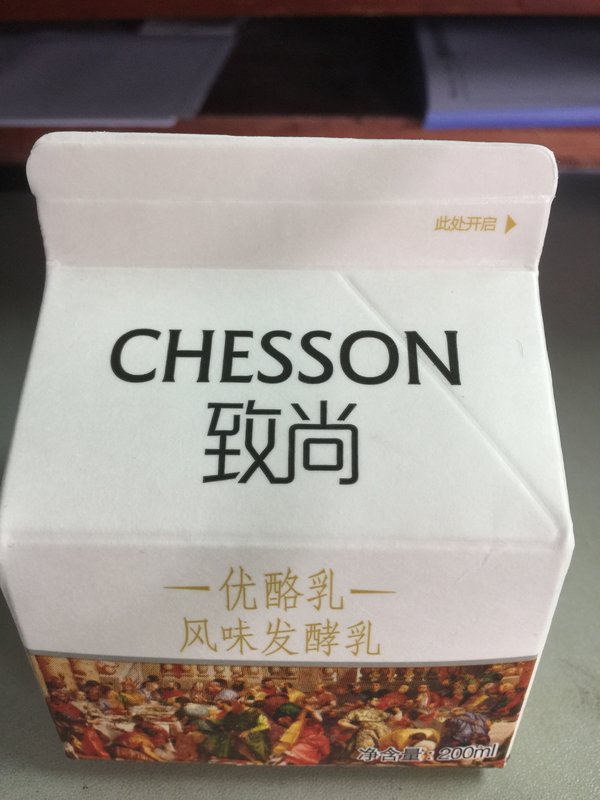 此处开启
CHESSON
致尚
优酪乳
风味发酵乳
净含量:200ml